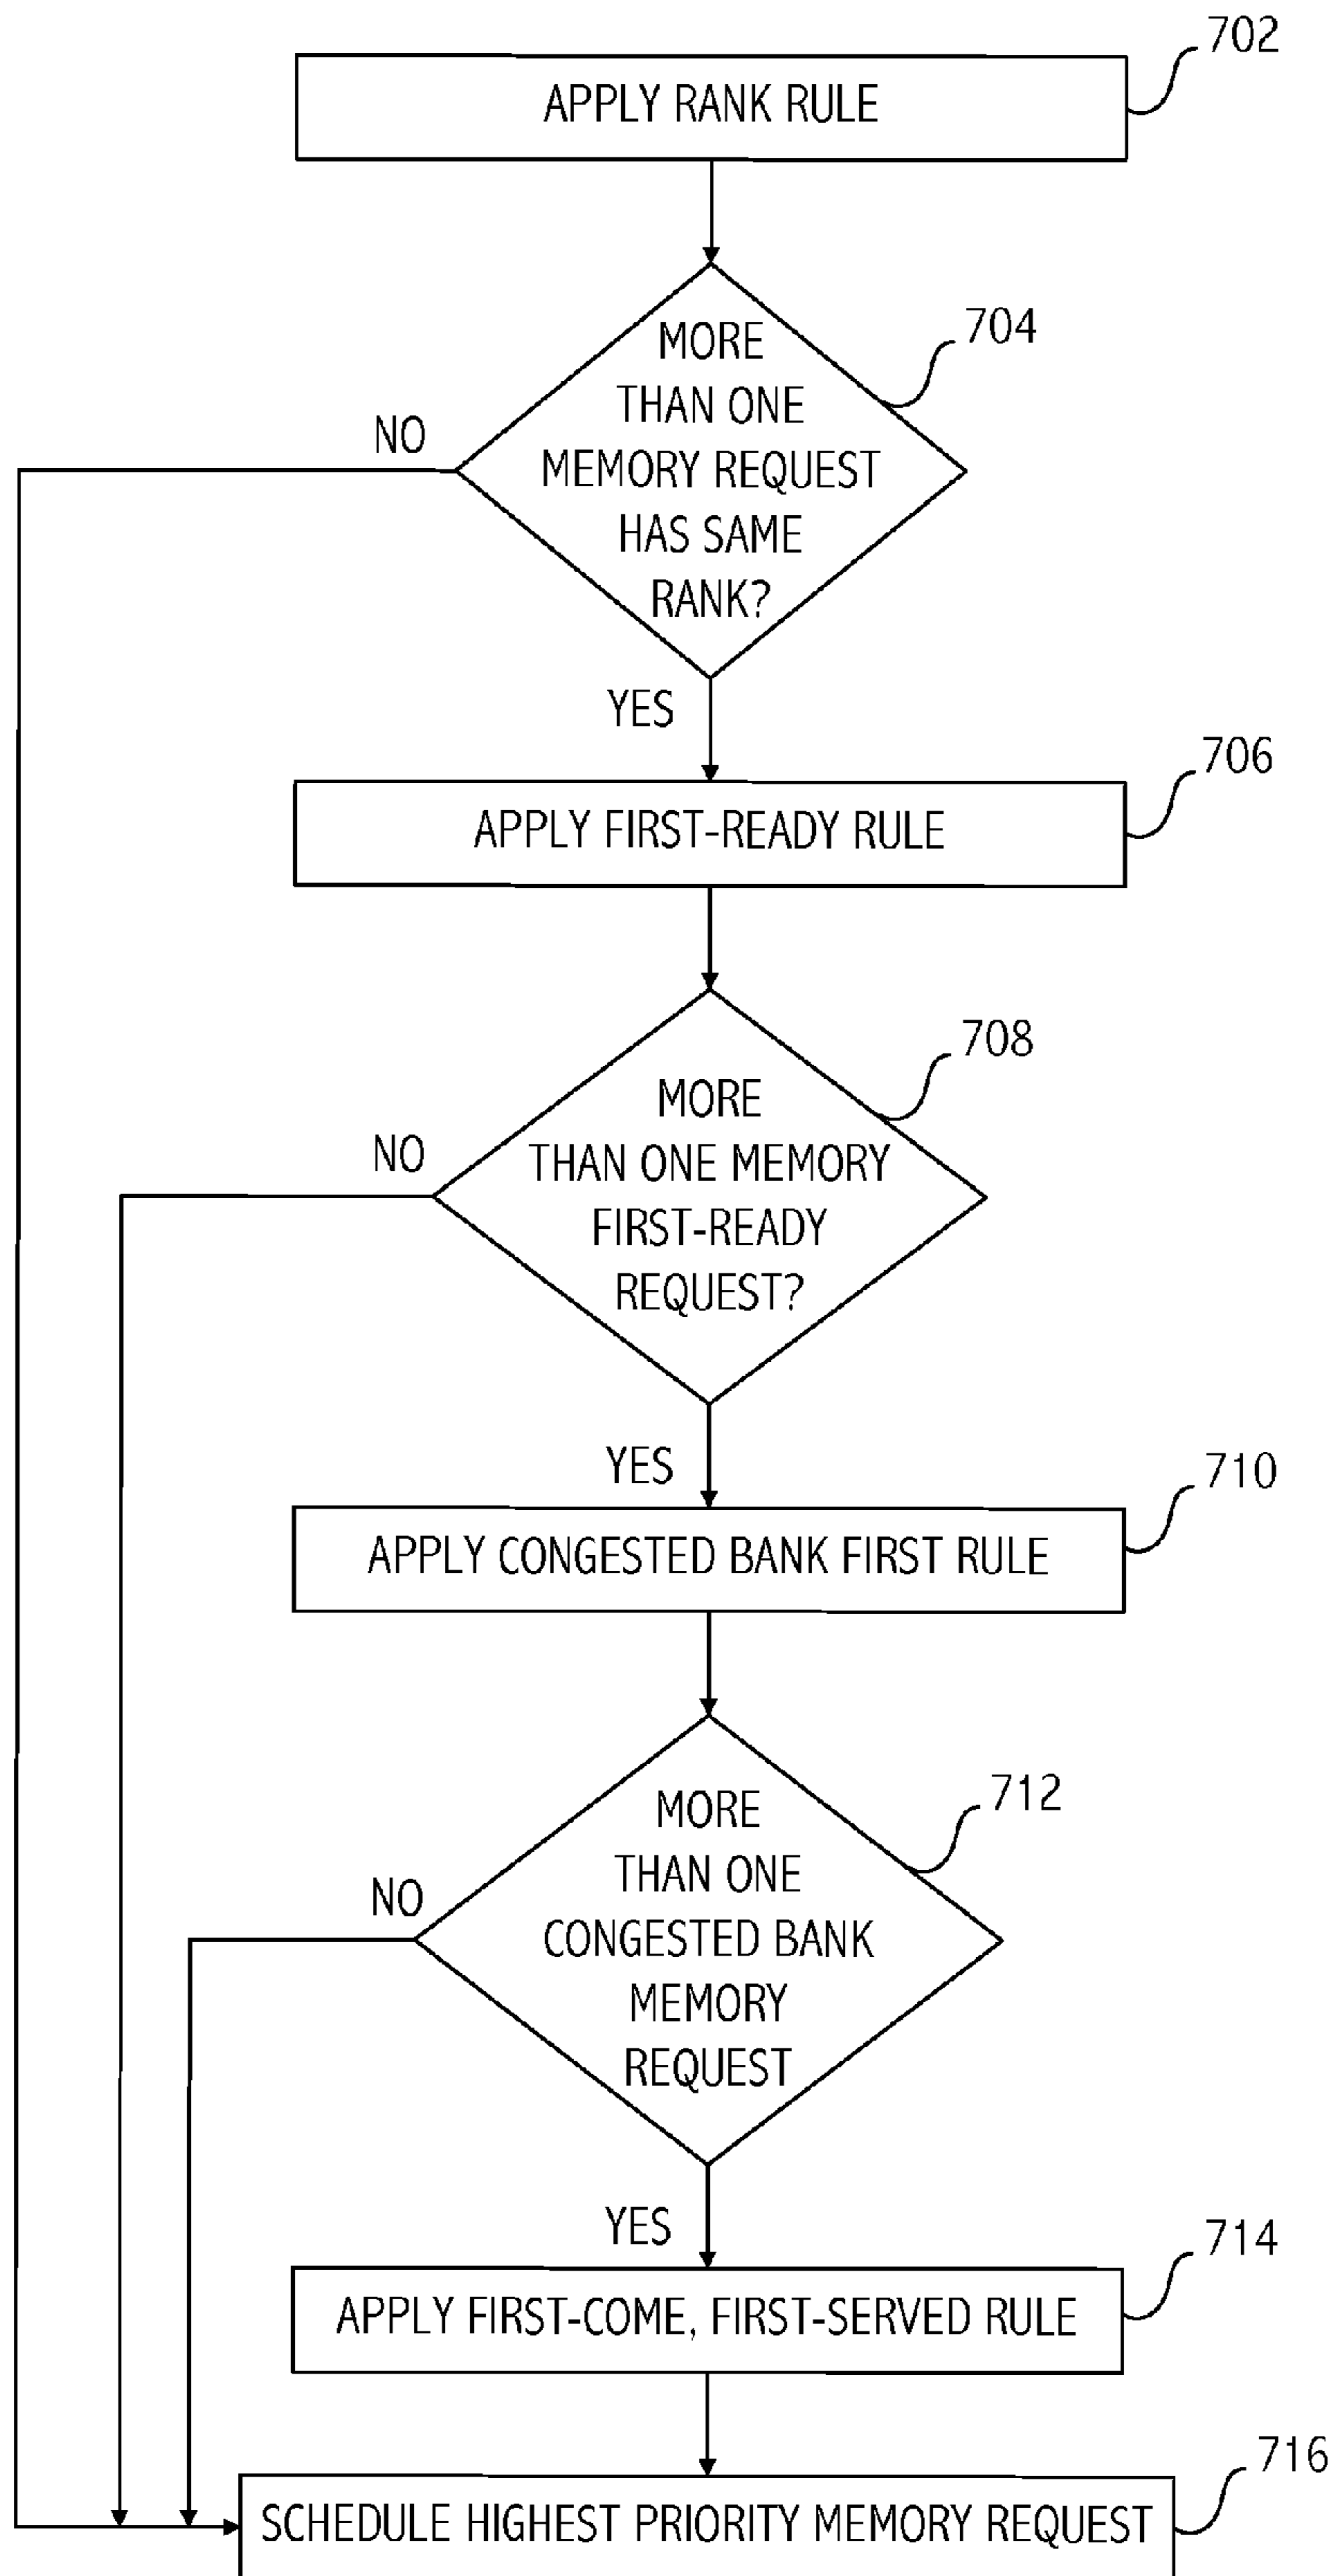 702
APPLY RANK RULE
704
MORE
THAN ONE
MEMORY REQUEST
HAS SAME
RANK?
NO
YES
706
APPLY FIRST-READY RULE
708
MORE
THAN ONE MEMORY
FIRST-READY
REQUEST?
NO
YES
710
APPLY CONGESTED BANK FIRST RULE
712
MORE
THAN ONE
CONGESTED BANK
MEMORY
REQUEST
NO
YES
714
APPLY FIRST-COME, FIRST-SERVED RULE
716
SCHEDULE HIGHEST PRIORITY MEMORY REQUEST